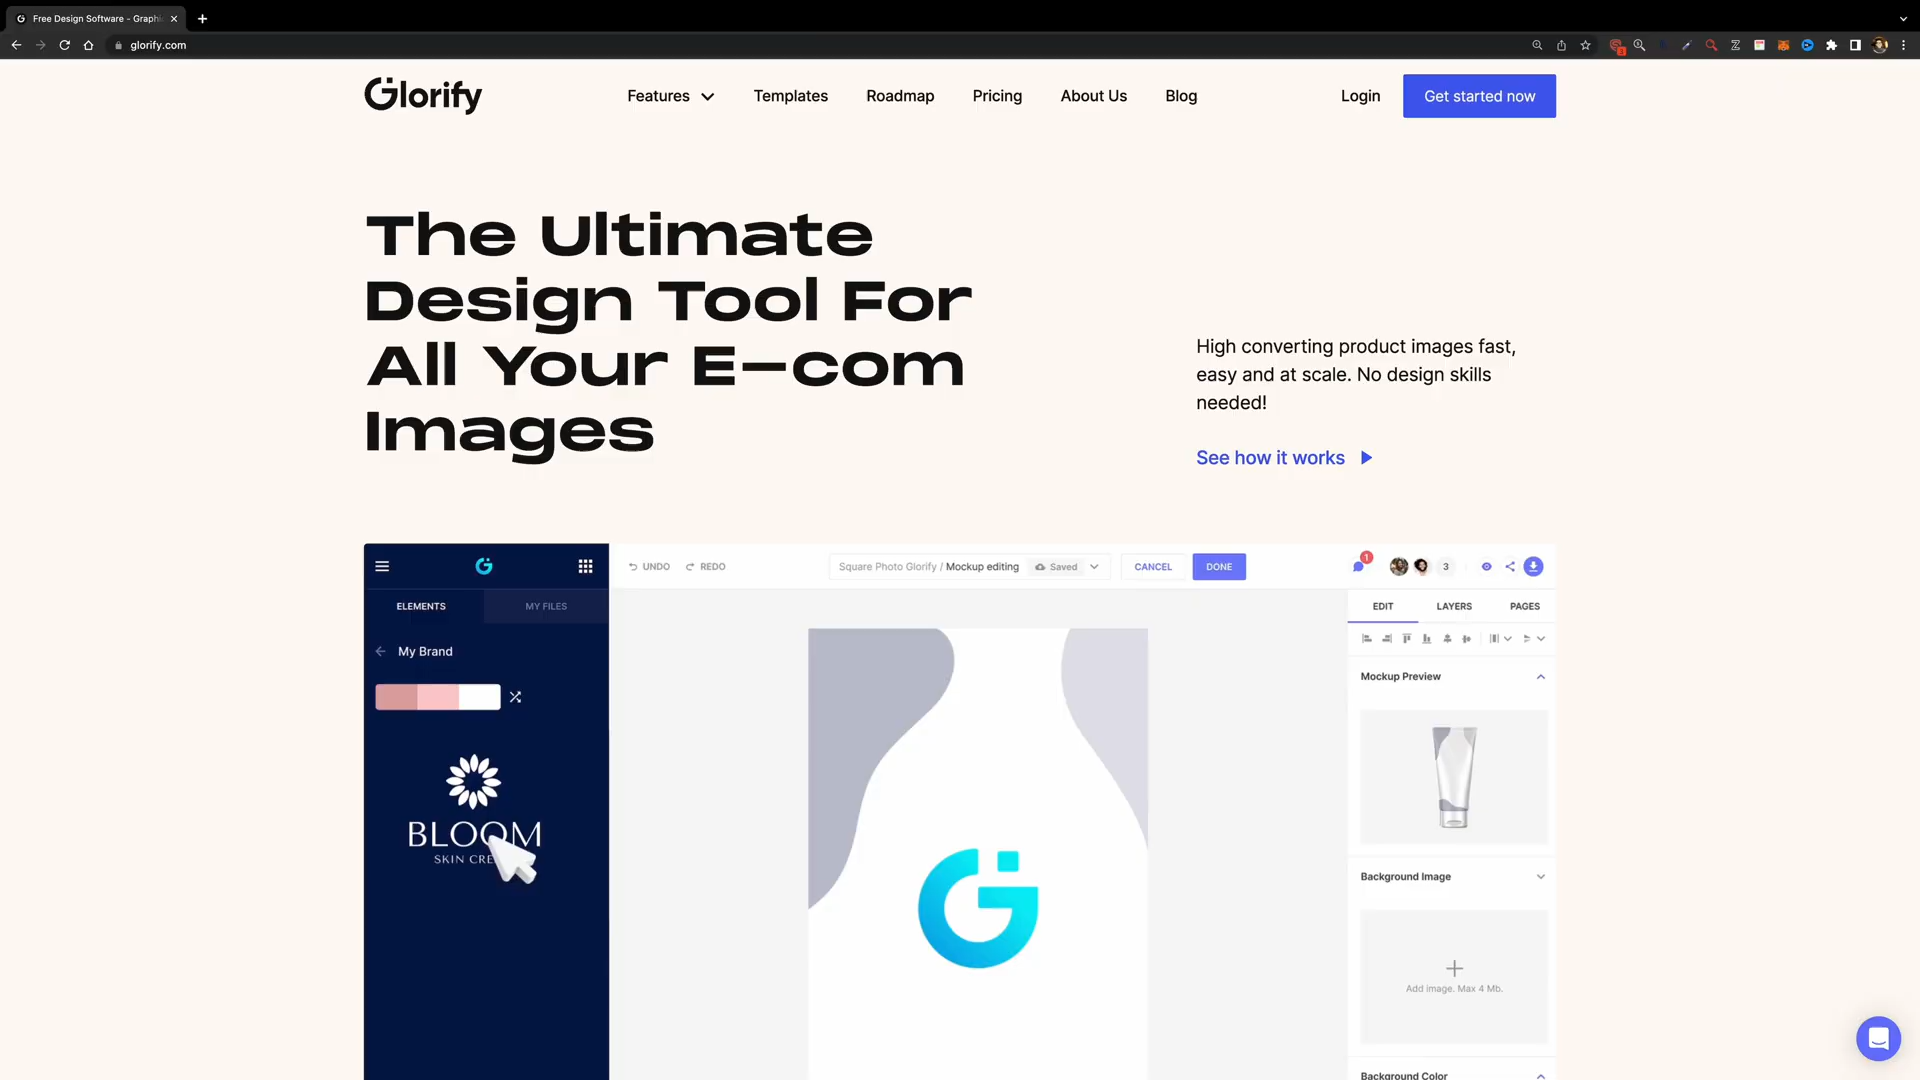 Free Design Software - Graphi
glorify.com
Glorify
Features
Templates
Roadmap
Pricing
About Us
Blog
Login
Get started now
The Ultimate
Design Tool For
All Your E-com
Images
High converting product images fast,
easy and at scale. No design skills
needed!
See how it works
UNDO
REDO
Square Photo Glorify / Mockup editing
Saved
CANCEL
DONE
1
3
ELEMENTS
MY FILES
EDIT
LAYERS
PAGES
My Brand
Mockup Preview
BLOOM
SKIN CRE
Background Image
Add image. Max 4 Mb.
Background Color